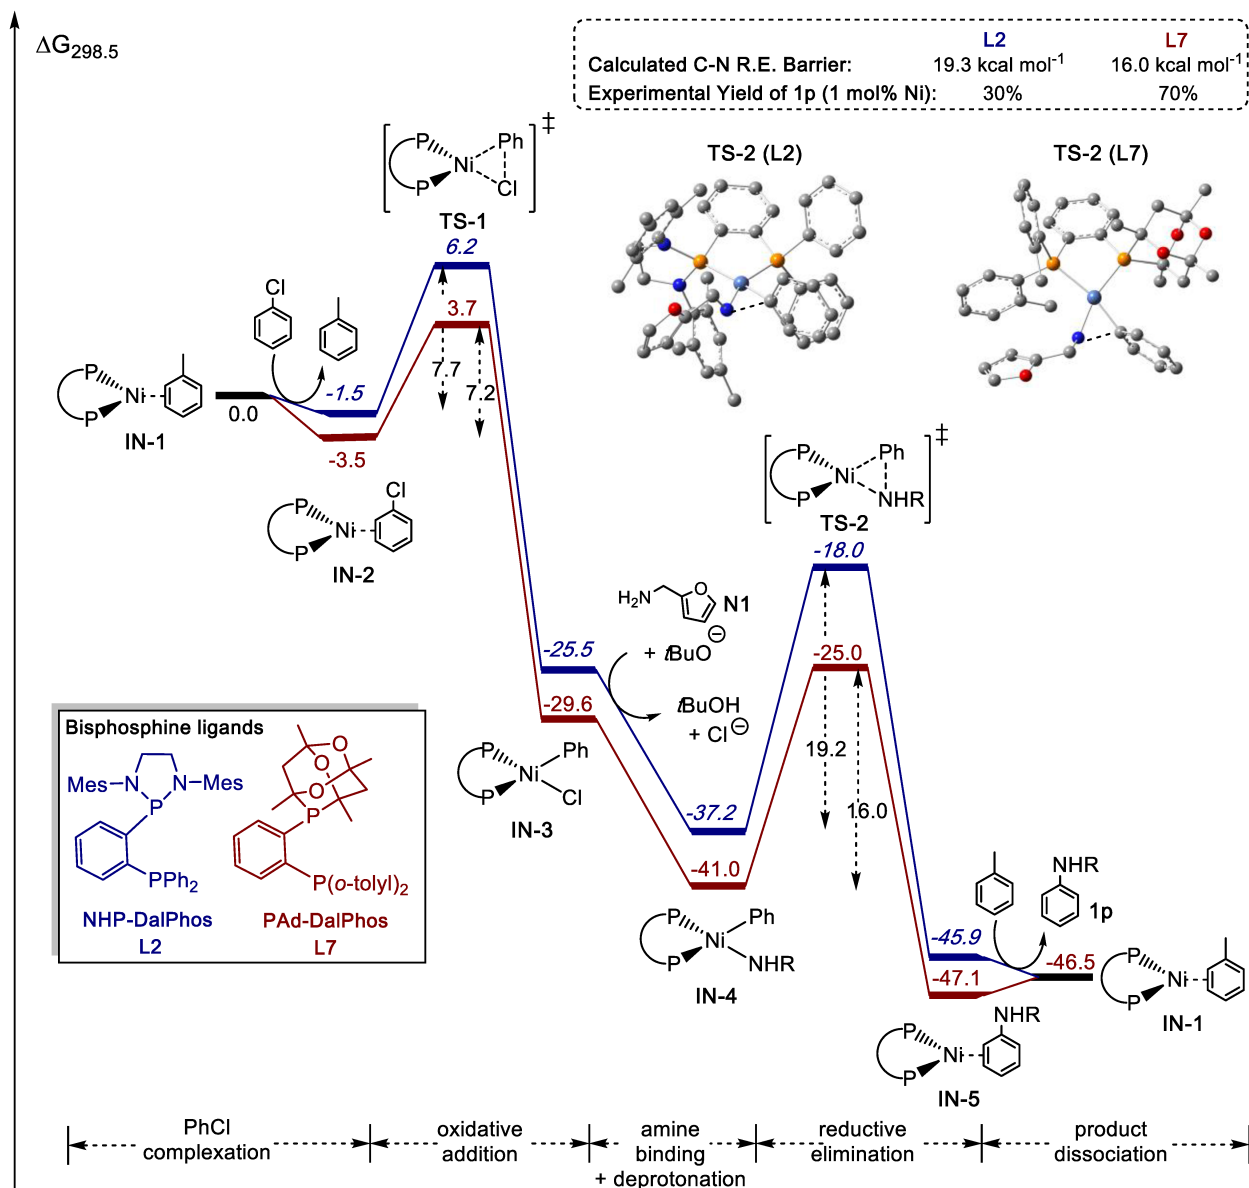 ΔG298.5
L2 L7
Calculated C-N R.E. Barrier: 19.3 kcal mol-1 16.0 kcal mol-1
Experimental Yield of 1p (1 mol% Ni): 30% 70%
P Ni P Ph Cl ‡
TS-1
TS-2 (L2)
TS-2 (L7)
6.2
3.7
7.7
7.2
Cl
P Ni P
IN-1
0.0
-1.5
-3.5
Cl
P Ni P
IN-2
P Ni P Ph NHR ‡
TS-2
-18.0
-25.0
19.2
16.0
H2N O N1
+ tBuO⊖
tBuOH
+ Cl⊖
-25.5
-29.6
P Ni P Ph Cl
IN-3
-37.2
-41.0
P Ni P Ph NHR
IN-4
Bisphosphine ligands
Mes N N Mes
P
PPh2
NHP-DalPhos
L2
O
O
O
P
P(o-tolyl)2
PAd-DalPhos
L7
NHR
1p
-45.9
-47.1
-46.5
P Ni P
IN-1
NHR
P Ni P
IN-5
PhCl
complexation
oxidative
addition
amine
binding
+ deprotonation
reductive
elimination
product
dissociation